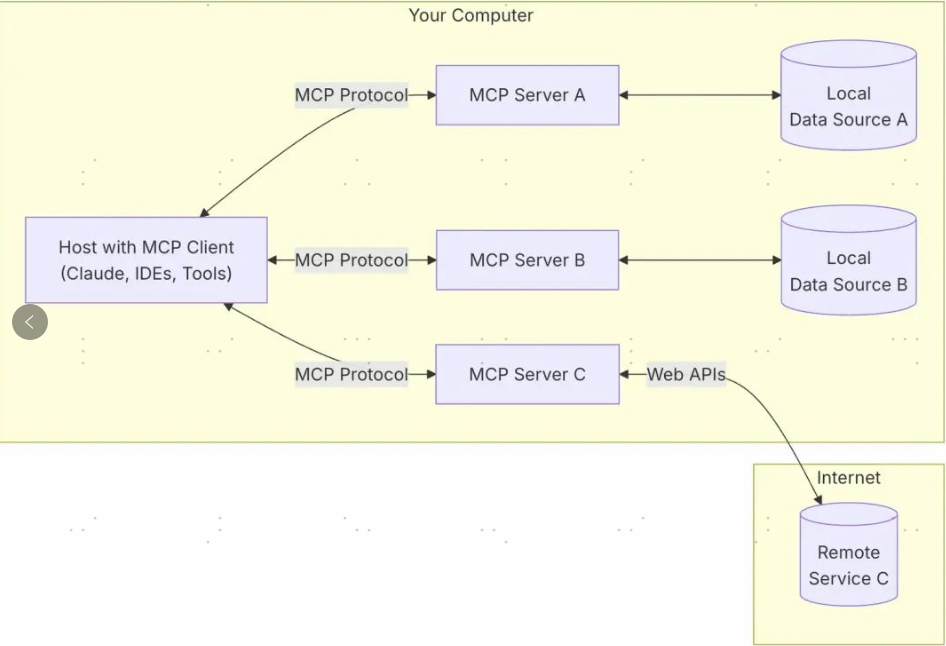 Your Computer
MCP Protocol
MCP Server A
Local
Data Source A
Host with MCP Client
(Claude, IDEs, Tools)
MCP Protocol
MCP Server B
Local
Data Source B
MCP Protocol
MCP Server C
Web APIs
Internet
Remote
Service C